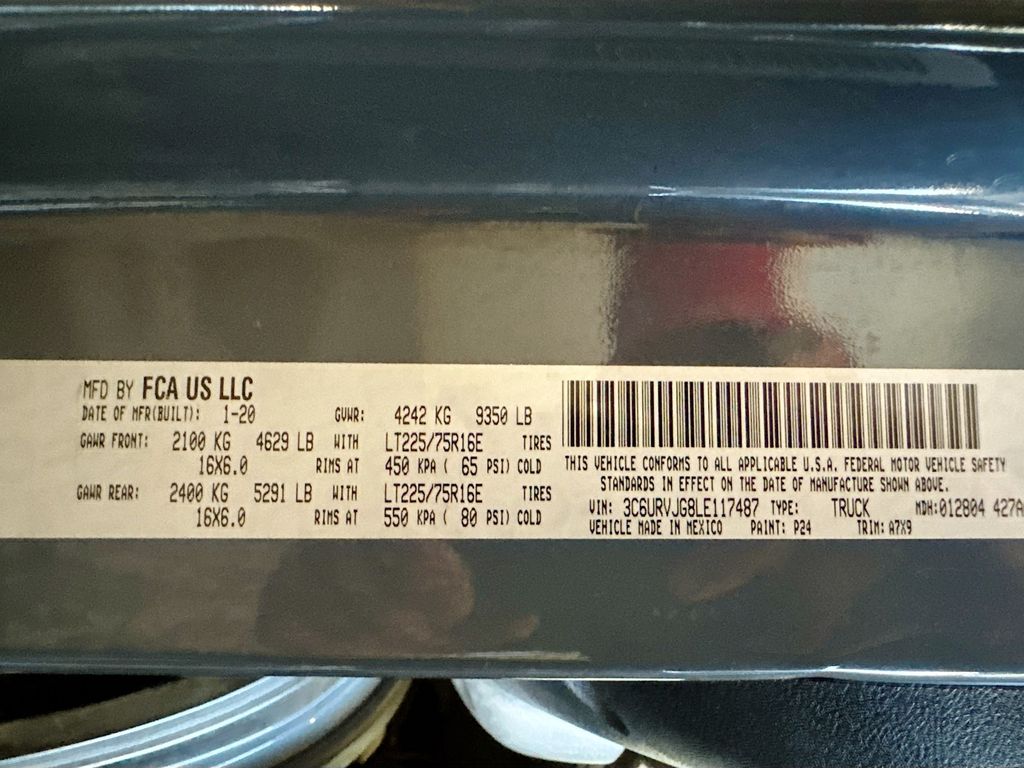 MFD BY FCA US LLC
DATE OF MFR(BUILT): 1-20 GVWR: 4242 KG 9350 LB
GAWR FRONT: 2100 KG 4629 LB WITH LT225/75R16E TIRES
16X6.0 RIMS AT 450 KPA ( 65 PSI) COLD
GAWR REAR: 2400 KG 5291 LB WITH LT225/75R16E TIRES
16X6.0 RIMS AT 550 KPA ( 80 PSI) COLD
THIS VEHICLE CONFORMS TO ALL APPLICABLE U.S.A. FEDERAL MOTOR VEHICLE SAFETY
STANDARDS IN EFFECT ON THE DATE OF MANUFACTURE SHOWN ABOVE.
VIN: 3C6URVJG8LE117487 TYPE: TRUCK MDH:012804 427A
VEHICLE MADE IN MEXICO PAINT: P24 TRIM: A7X9